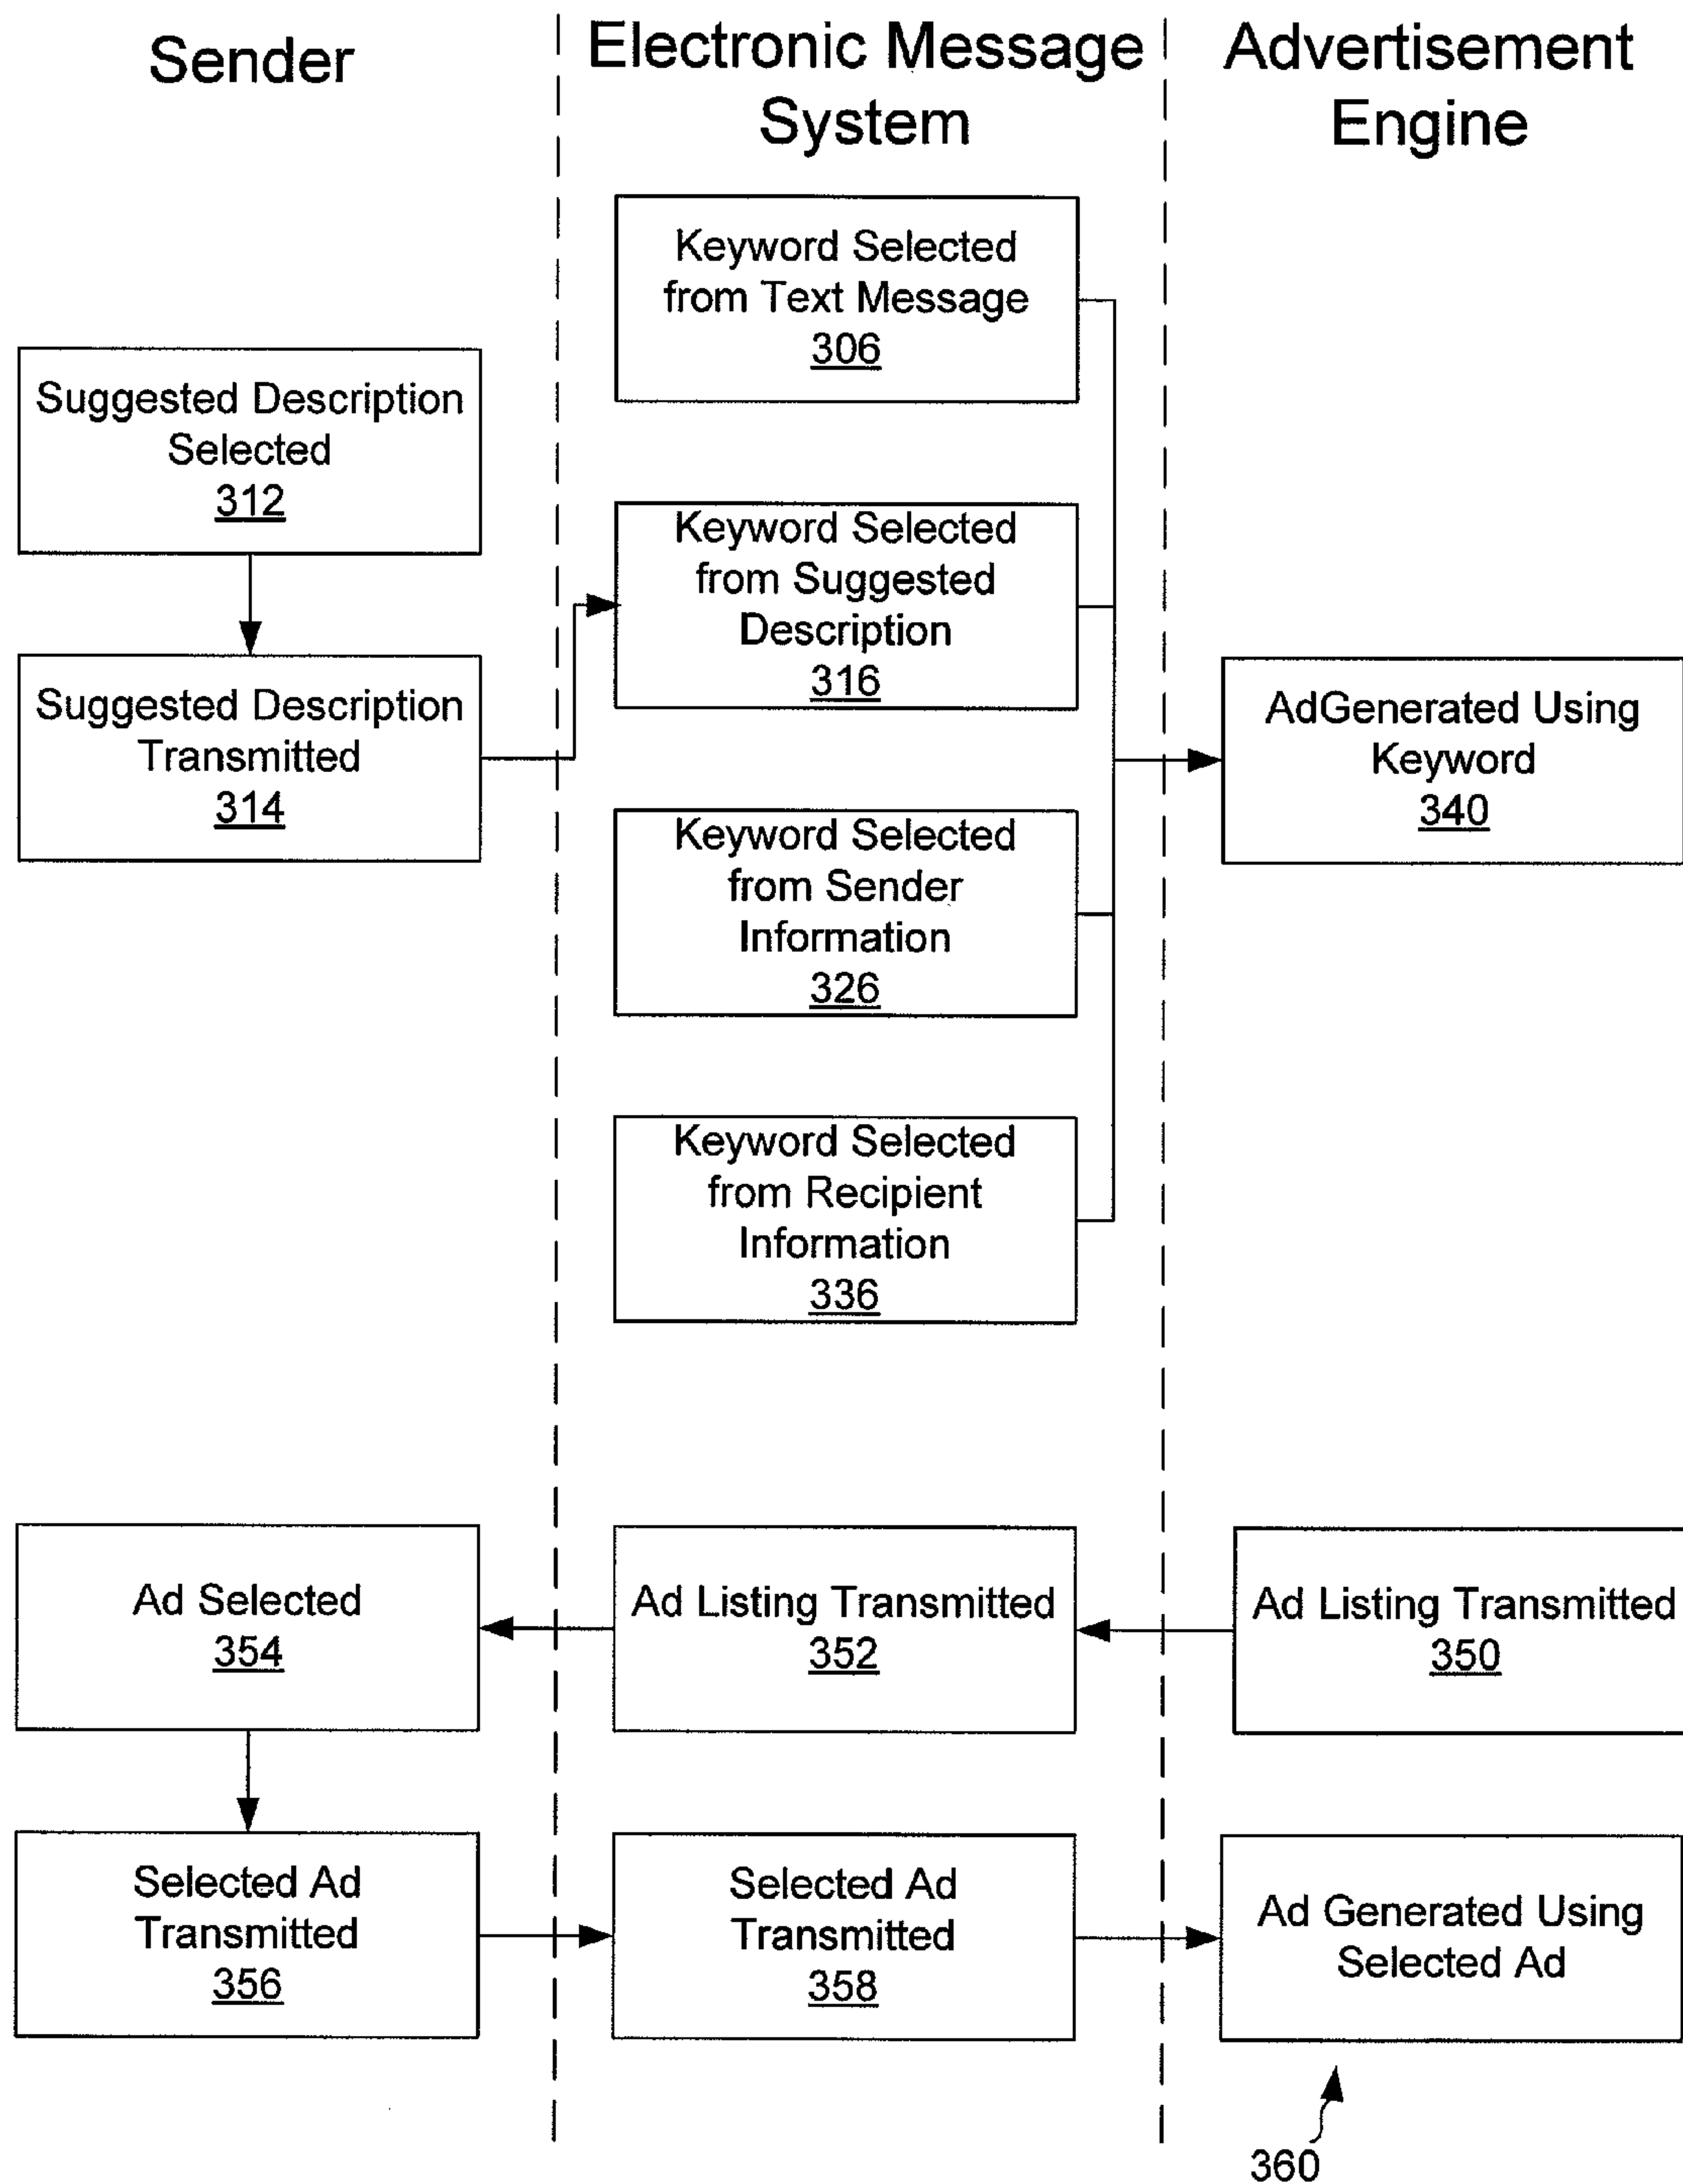 Sender
Electronic Message
System
Advertisement
Engine
Keyword Selected
from Text Message
306
Suggested Description
Selected
312
Keyword Selected
from Suggested
Description
316
Suggested Description
Transmitted
314
AdGenerated Using
Keyword
340
Keyword Selected
from Sender
Information
326
Keyword Selected
from Recipient
Information
336
Ad Selected
354
Ad Listing Transmitted
352
Ad Listing Transmitted
350
Selected Ad
Transmitted
356
Selected Ad
Transmitted
358
Ad Generated Using
Selected Ad
360